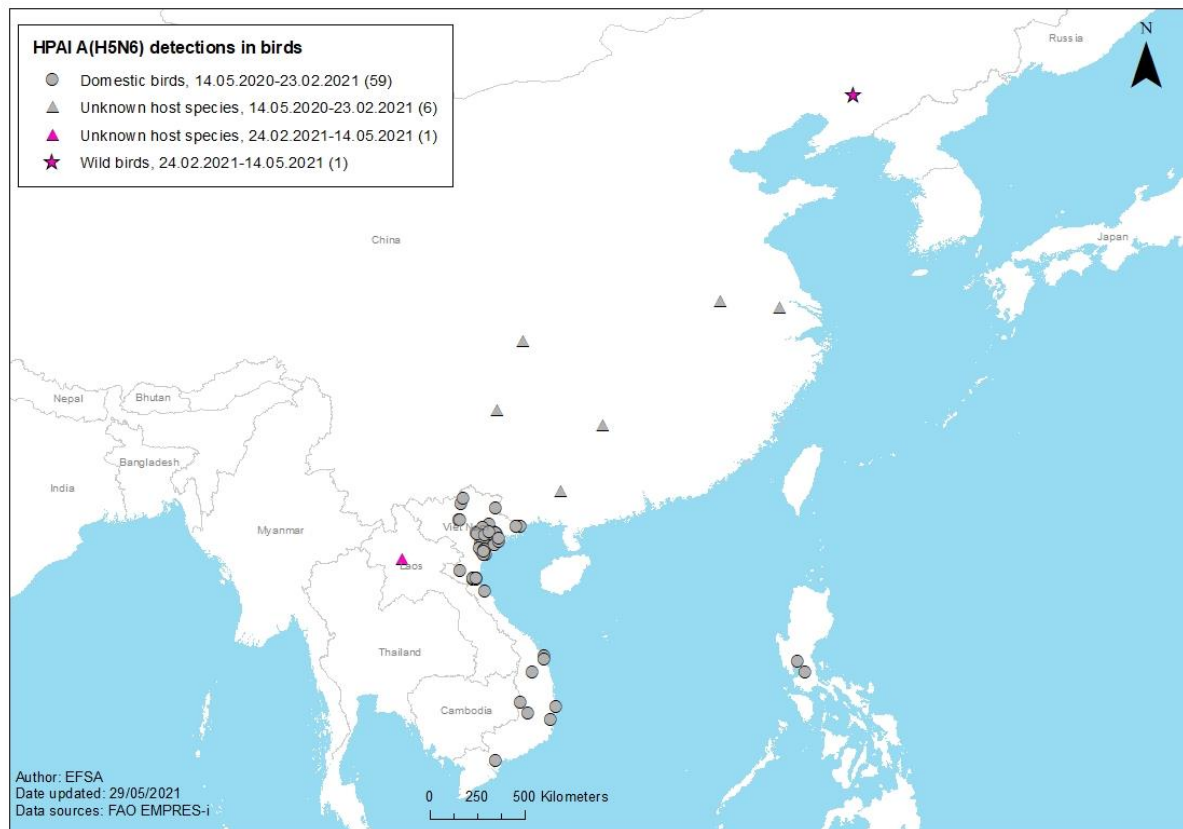 HPAI A(H5N6) detections in birds
Domestic birds, 14.05.2020-23.02.2021 (59)
Unknown host species, 14.05.2020-23.02.2021 (6)
Unknown host species, 24.02.2021-14.05.2021 (1)
Wild birds, 24.02.2021-14.05.2021 (1)
N
Russia
China
Japan
Nepal
Bhutan
Bangladesh
India
Myanmar
Viet
Laos
Thailand
Cambodia
Author: EFSA
Date updated: 29/05/2021
Data sources: FAO EMPRES-i
0 250 500 Kilometers